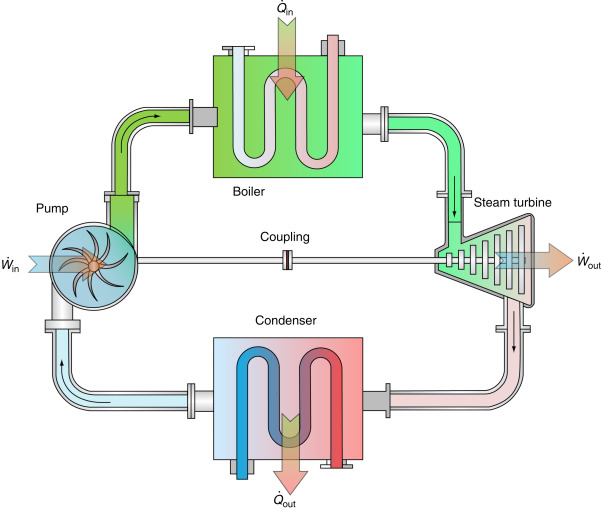 Q̇in
Boiler
Steam turbine
Pump
Coupling
Ẇin
Ẇout
Condenser
Q̇out